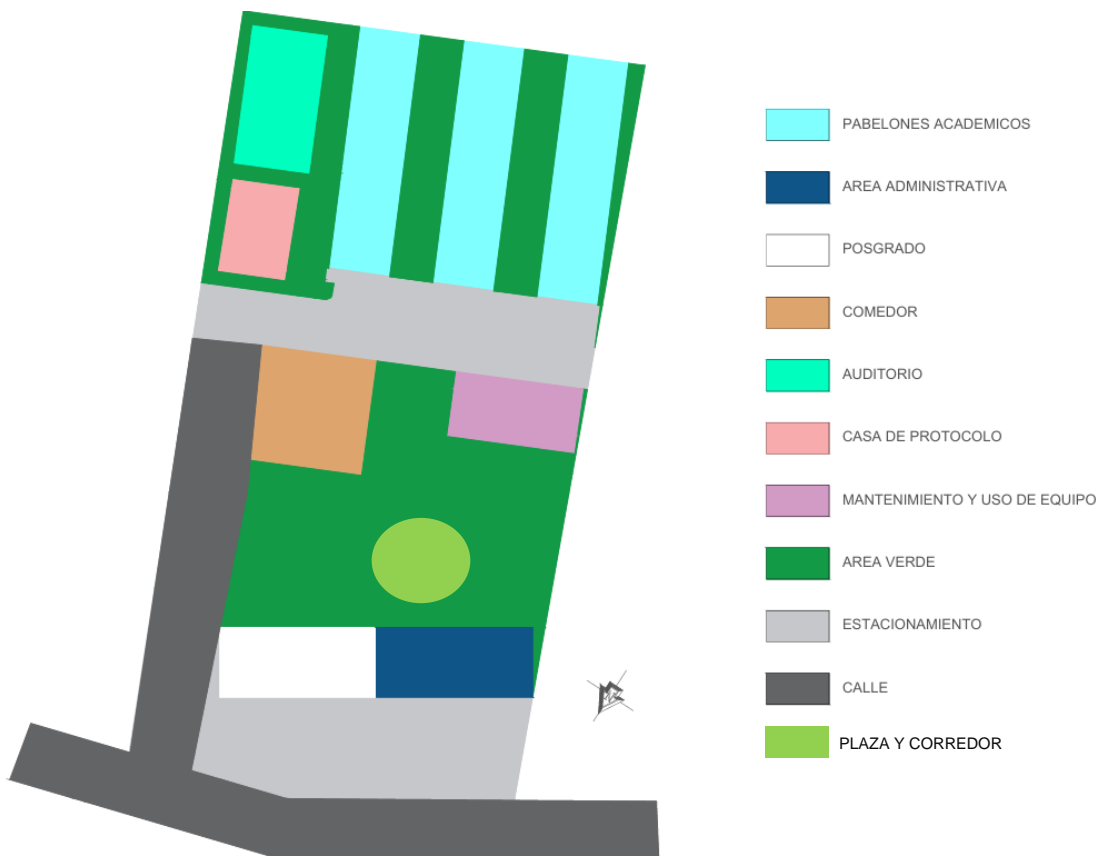 PABELONES ACADEMICOS
AREA ADMINISTRATIVA
POSGRADO
COMEDOR
AUDITORIO
CASA DE PROTOCOLO
MANTENIMIENTO Y USO DE EQUIPO
AREA VERDE
ESTACIONAMIENTO
CALLE
PLAZA Y CORREDOR